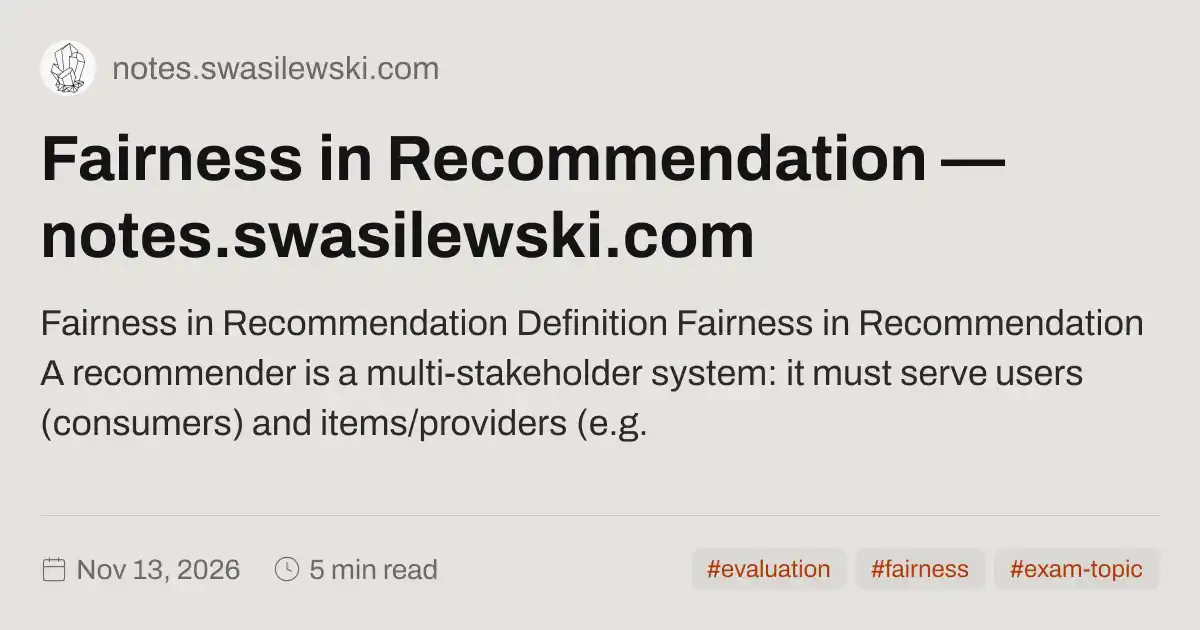 notes.swasilewski.com
Fairness in Recommendation —
notes.swasilewski.com
Fairness in Recommendation Definition Fairness in Recommendation
A recommender is a multi-stakeholder system: it must serve users
(consumers) and items/providers (e.g.
Nov 13, 2026 5 min read #evaluation #fairness #exam-topic